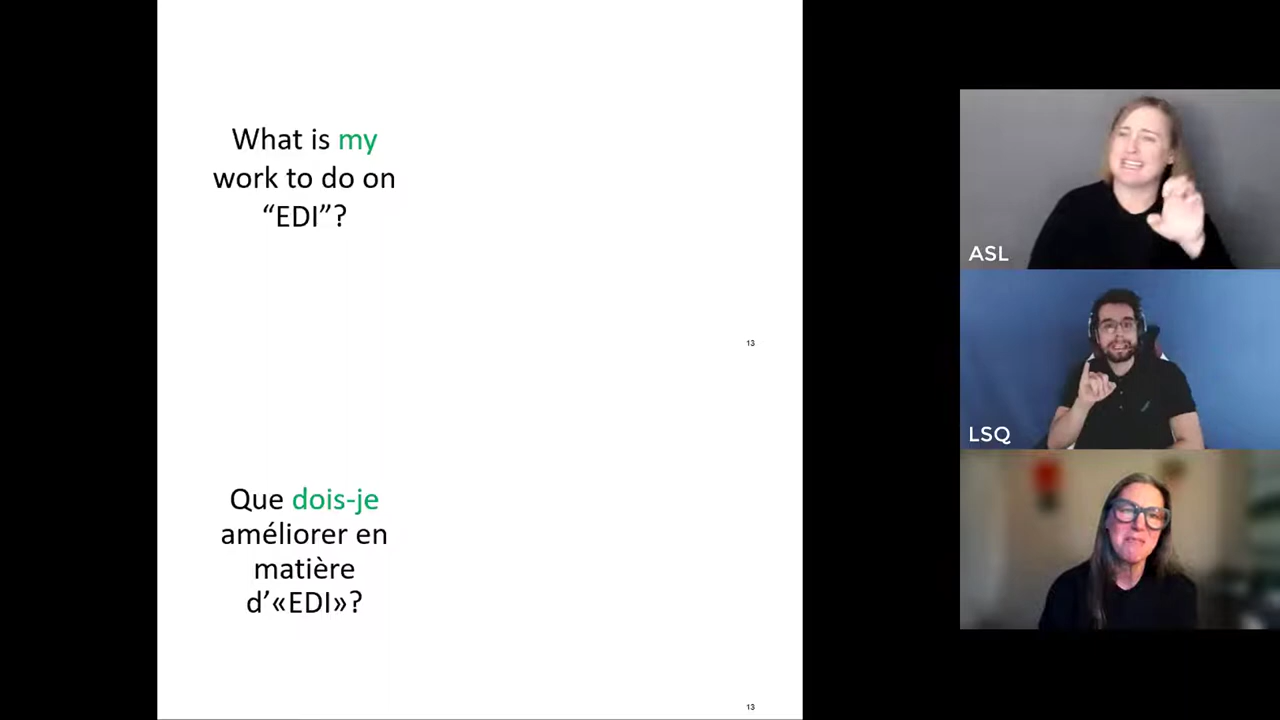 What is my
work to do on
“EDI”?
13
Que dois-je
améliorer en
matière
d’«EDI»?
13
ASL
LSQ